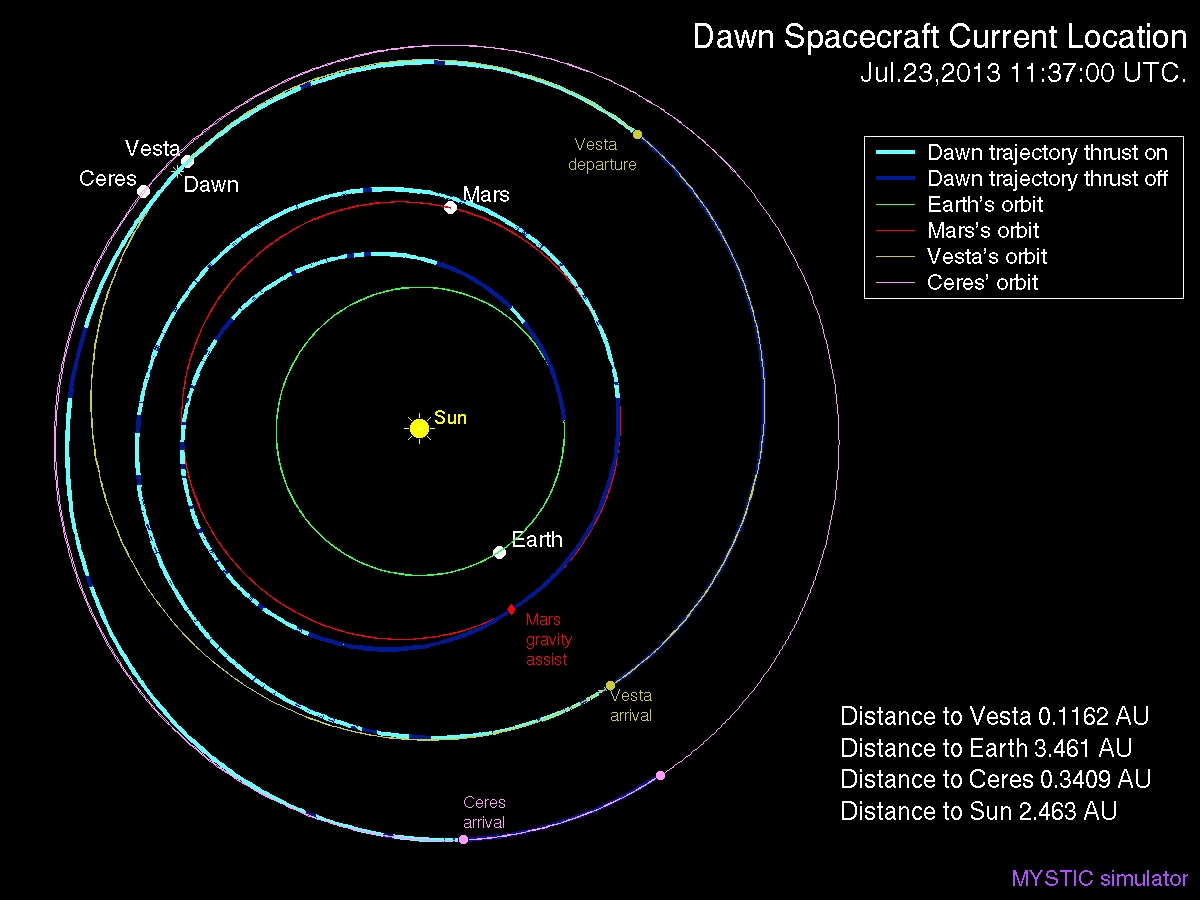 Dawn Spacecraft Current Location
Jul.23,2013 11:37:00 UTC.
Dawn trajectory thrust on
Dawn trajectory thrust off
Earth's orbit
Mars's orbit
Vesta's orbit
Ceres' orbit
Vesta
departure
Vesta
Ceres
Dawn
Mars
Sun
Earth
Mars
gravity
assist
Vesta
arrival
Ceres
arrival
Distance to Vesta 0.1162 AU
Distance to Earth 3.461 AU
Distance to Ceres 0.3409 AU
Distance to Sun 2.463 AU
MYSTIC simulator